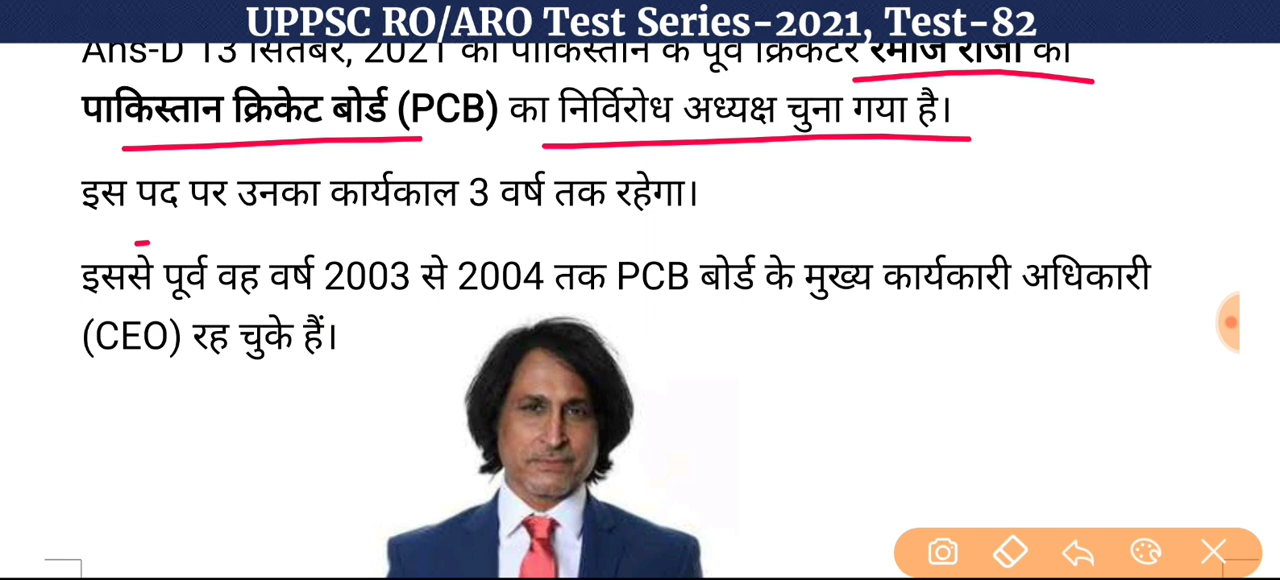 UPPSC RO/ARO Test Series-2021, Test-82
Ans-D 13 सितंबर, 2021 को पाकिस्तान के पूर्व क्रिकेटर रमीज राजा को
पाकिस्तान क्रिकेट बोर्ड (PCB) का निर्विरोध अध्यक्ष चुना गया है।
इस पद पर उनका कार्यकाल 3 वर्ष तक रहेगा।
इससे पूर्व वह वर्ष 2003 से 2004 तक PCB बोर्ड के मुख्य कार्यकारी अधिकारी
(CEO) रह चुके हैं।